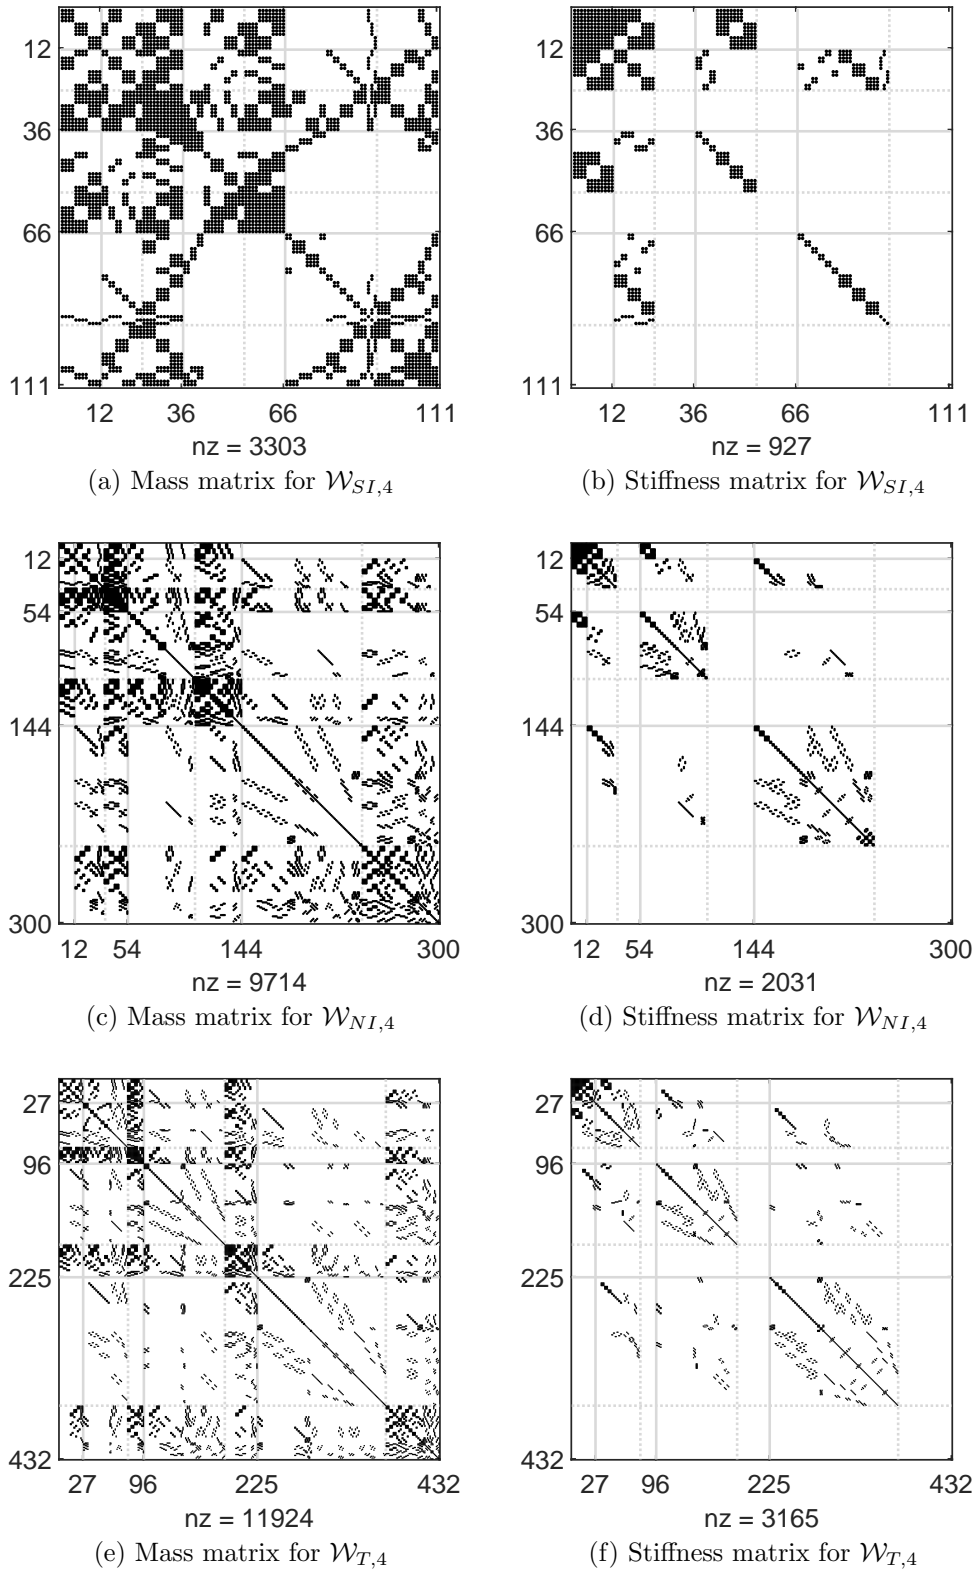 12
36
66
111
12 36 66 111
nz = 3303
(a) Mass matrix for W_{SI,4}
12
36
66
111
12 36 66 111
nz = 927
(b) Stiffness matrix for W_{SI,4}
12
54
144
300
12 54 144 300
nz = 9714
(c) Mass matrix for W_{NI,4}
12
54
144
300
12 54 144 300
nz = 2031
(d) Stiffness matrix for W_{NI,4}
27
96
225
432
27 96 225 432
nz = 11924
(e) Mass matrix for W_{T,4}
27
96
225
432
27 96 225 432
nz = 3165
(f) Stiffness matrix for W_{T,4}